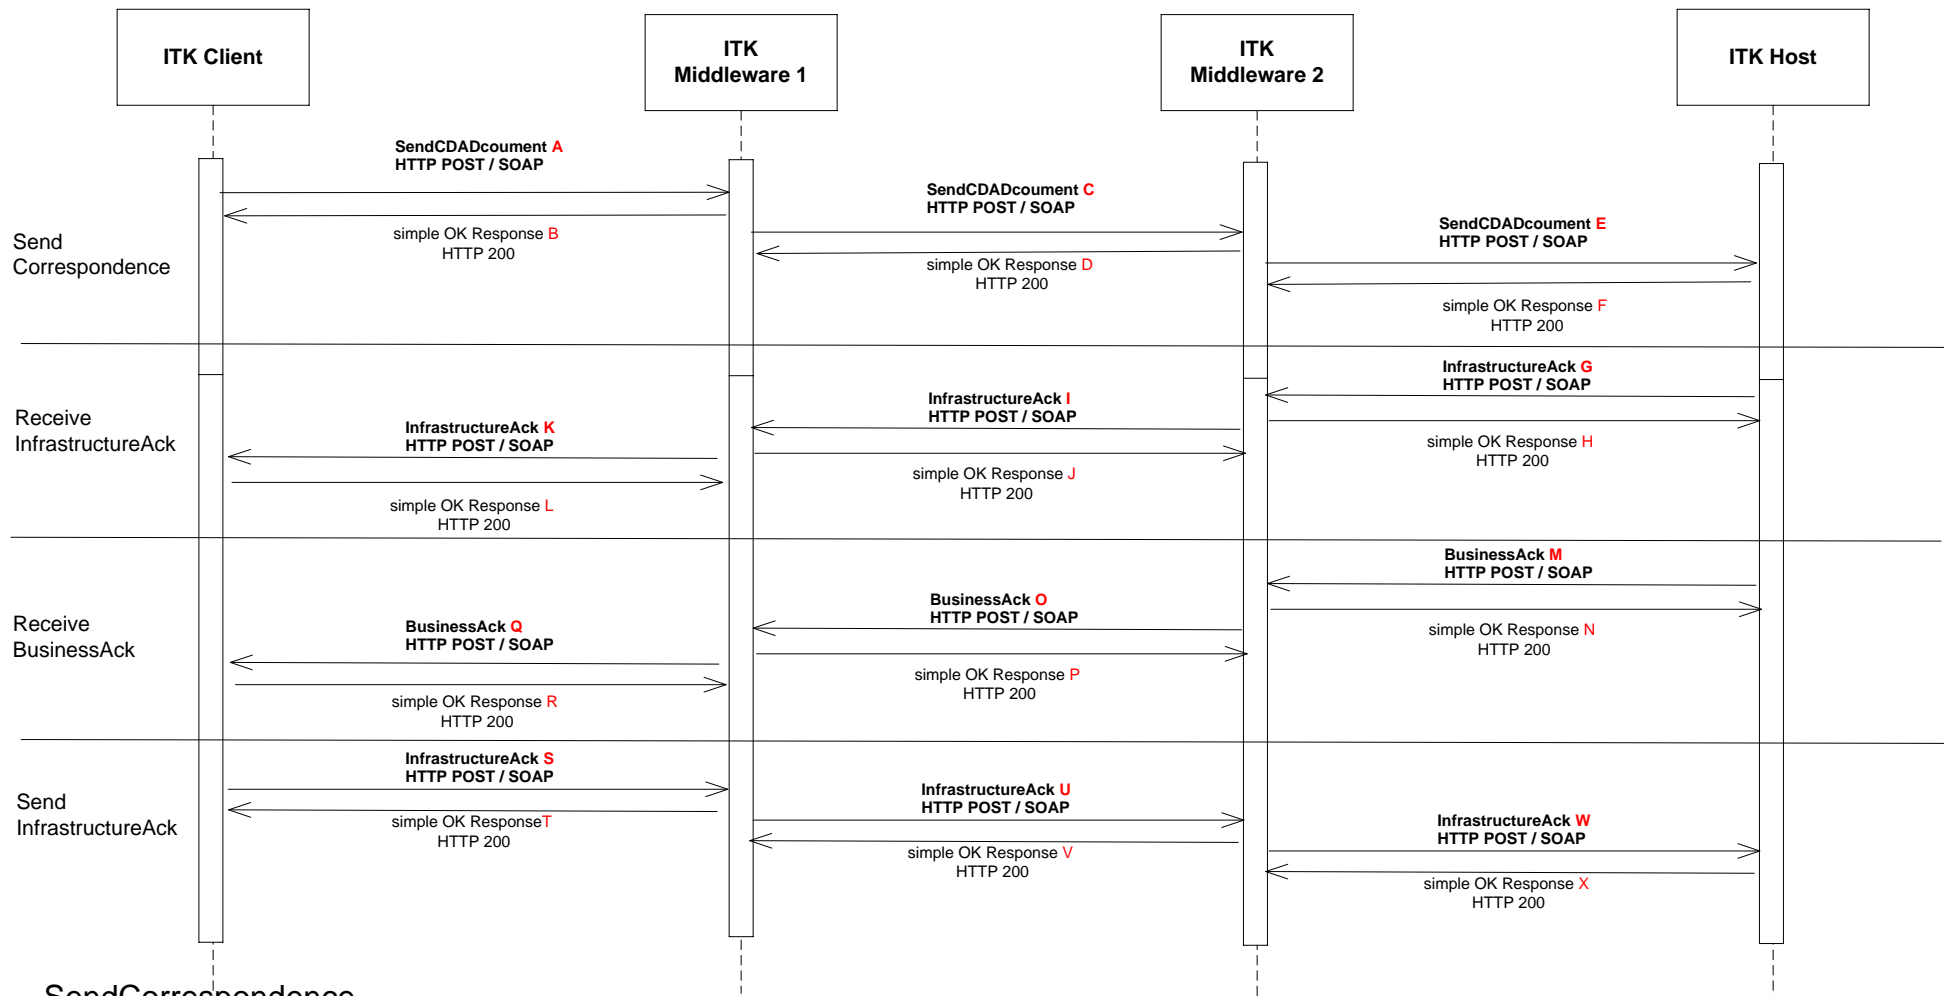 ITK Client
ITK
Middleware 1
ITK
Middleware 2
ITK Host
SendCDADcoument A
HTTP POST / SOAP
simple OK Response B
HTTP 200
SendCDADcoument C
HTTP POST / SOAP
simple OK Response D
HTTP 200
SendCDADcoument E
HTTP POST / SOAP
simple OK Response F
HTTP 200
Send
Correspondence
InfrastructureAck G
HTTP POST / SOAP
simple OK Response H
HTTP 200
InfrastructureAck I
HTTP POST / SOAP
simple OK Response J
HTTP 200
InfrastructureAck K
HTTP POST / SOAP
simple OK Response L
HTTP 200
Receive
InfrastructureAck
BusinessAck M
HTTP POST / SOAP
simple OK Response N
HTTP 200
BusinessAck O
HTTP POST / SOAP
simple OK Response P
HTTP 200
BusinessAck Q
HTTP POST / SOAP
simple OK Response R
HTTP 200
Receive
BusinessAck
InfrastructureAck S
HTTP POST / SOAP
simple OK ResponseT
HTTP 200
InfrastructureAck U
HTTP POST / SOAP
simple OK Response V
HTTP 200
InfrastructureAck W
HTTP POST / SOAP
simple OK Response X
HTTP 200
Send
InfrastructureAck
SendCorrespondence